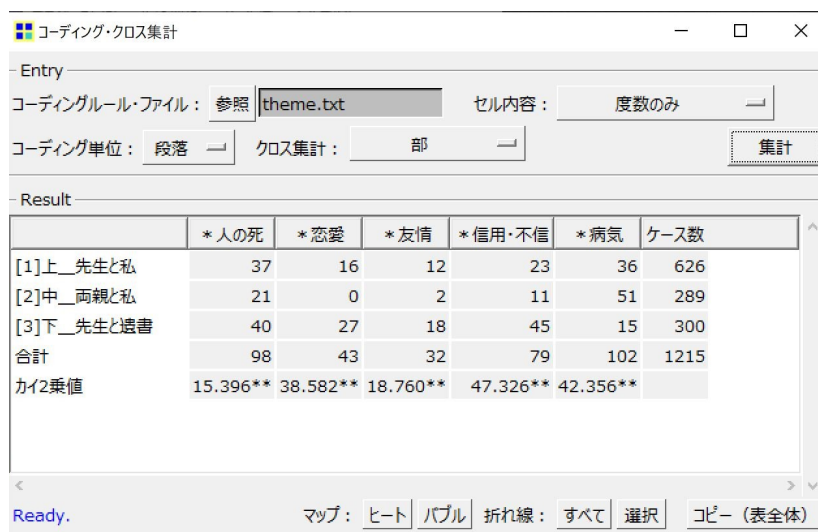 コーディング・クロス集計
Entry
コーディングルール・ファイル： 参照 theme.txt セル内容： 度数のみ
コーディング単位： 段落 クロス集計： 部 集計
Result
＊人の死 ＊恋愛 ＊友情 ＊信用・不信 ＊病気 ケース数
[1]上__先生と私 37 16 12 23 36 626
[2]中__両親と私 21 0 2 11 51 289
[3]下__先生と遺書 40 27 18 45 15 300
合計 98 43 32 79 102 1215
カイ2乗値 15.396** 38.582** 18.760** 47.326** 42.356**
Ready. マップ： ヒート バブル 折れ線： すべて 選択 コピー（表全体）